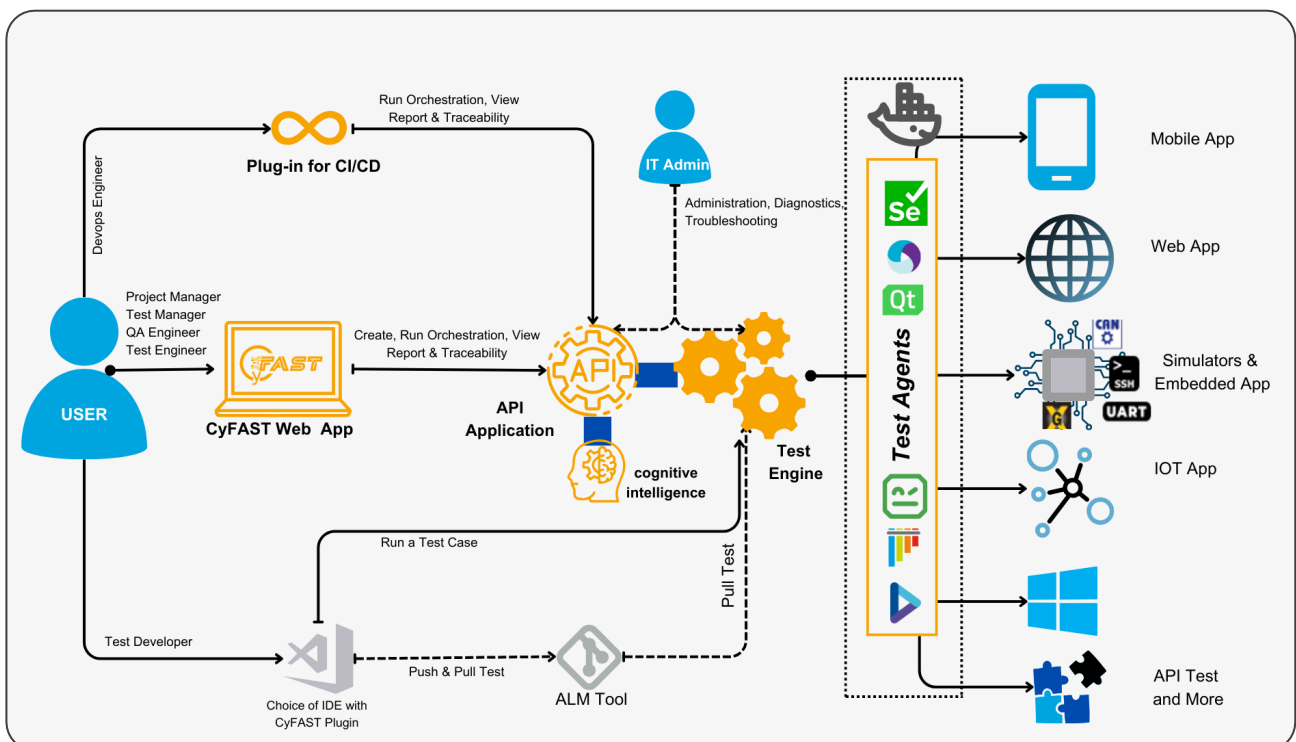 Run Orchestration, View
Report & Traceability
Plug-in for CI/CD
Devops Engineer
IT Admin
Administration, Diagnostics,
Troubleshooting
Mobile App
Se
Web App
Qt
Project Manager
Test Manager
QA Engineer
Test Engineer
CyFAST
Create, Run Orchestration, View
Report & Traceability
API
USER
CyFAST Web App
API
Application
Test
Engine
cognitive
intelligence
Test Agents
CAN
>_
SSH
G
UART
Simulators &
Embedded App
IOT App
Run a Test Case
Pull Test
Test Developer
Push & Pull Test
Choice of IDE with
CyFAST Plugin
ALM Tool
API Test
and More